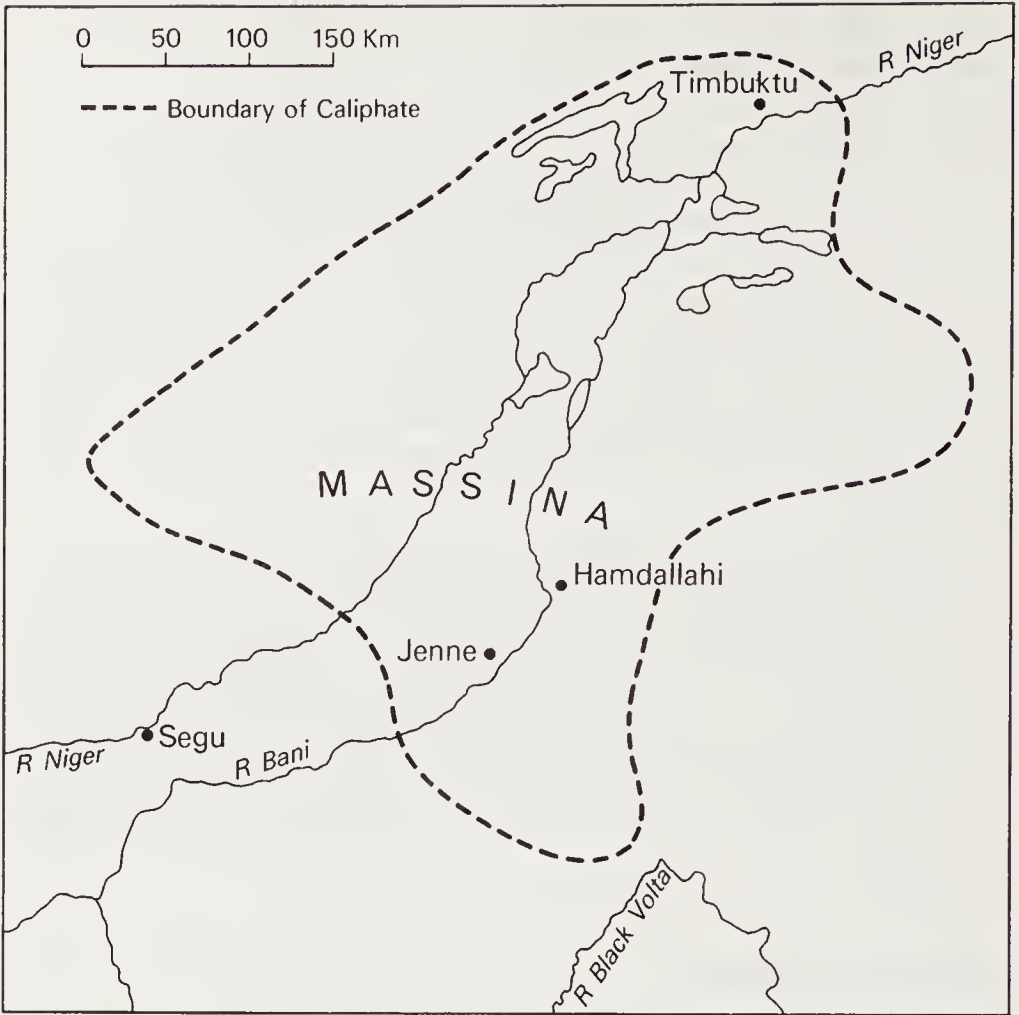 0 50 100 150 Km
Boundary of Caliphate
R Niger
Timbuktu
MASSINA
Hamdallahi
Jenne
Segu
R Niger
R Bani
R Black Volta